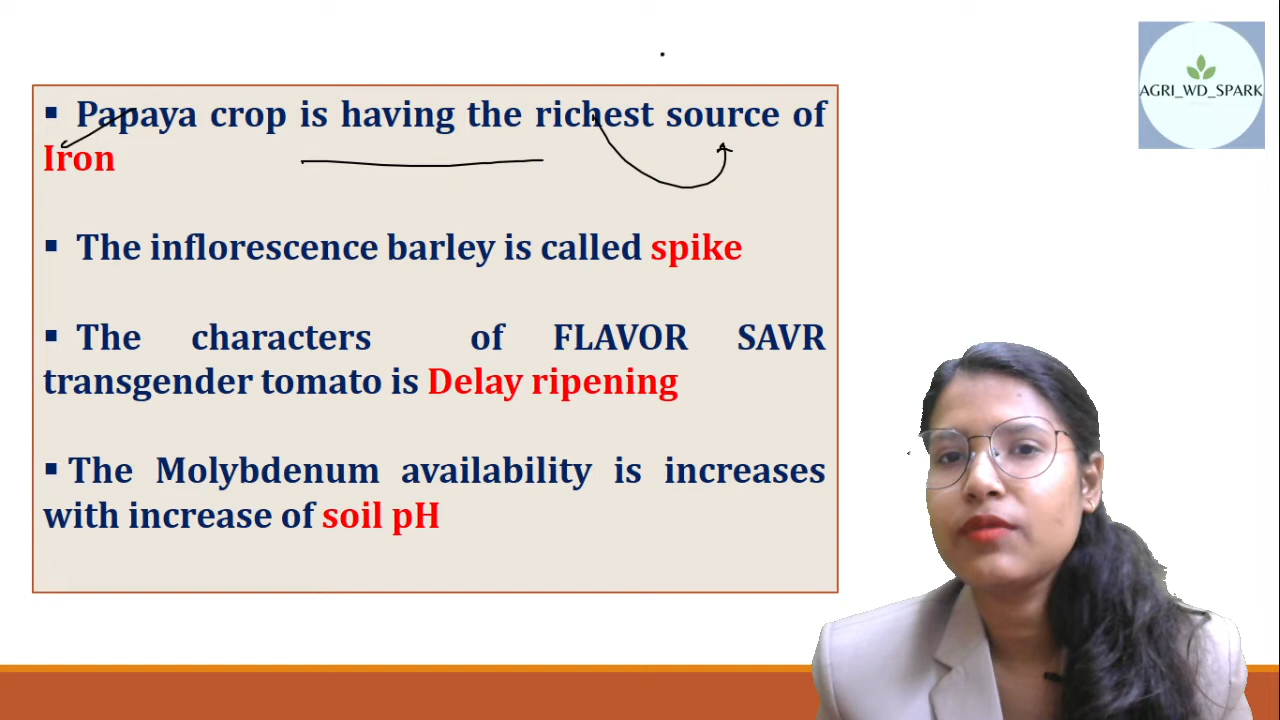 AGRI_WD_SPARK
▪ Papaya crop is having the richest source of
Iron
▪ The inflorescence barley is called spike
▪ The characters of FLAVOR SAVR
transgender tomato is Delay ripening
▪ The Molybdenum availability is increases
with increase of soil pH